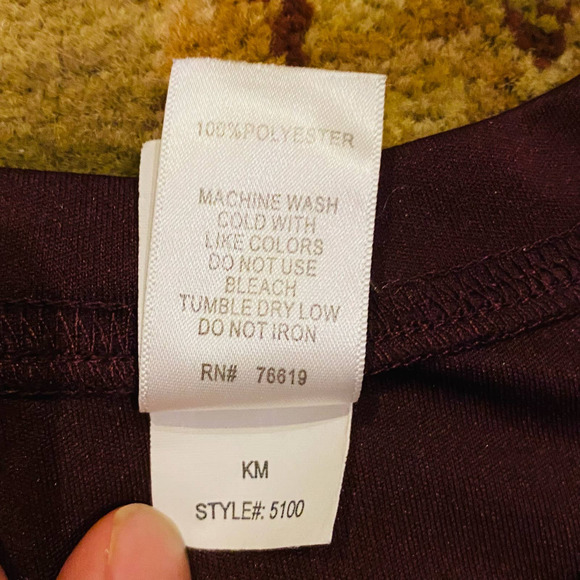 100%POLYESTER
MACHINE WASH
COLD WITH
LIKE COLORS
DO NOT USE
BLEACH
TUMBLE DRY LOW
DO NOT IRON
RN# 76619
KM
STYLE#: 5100